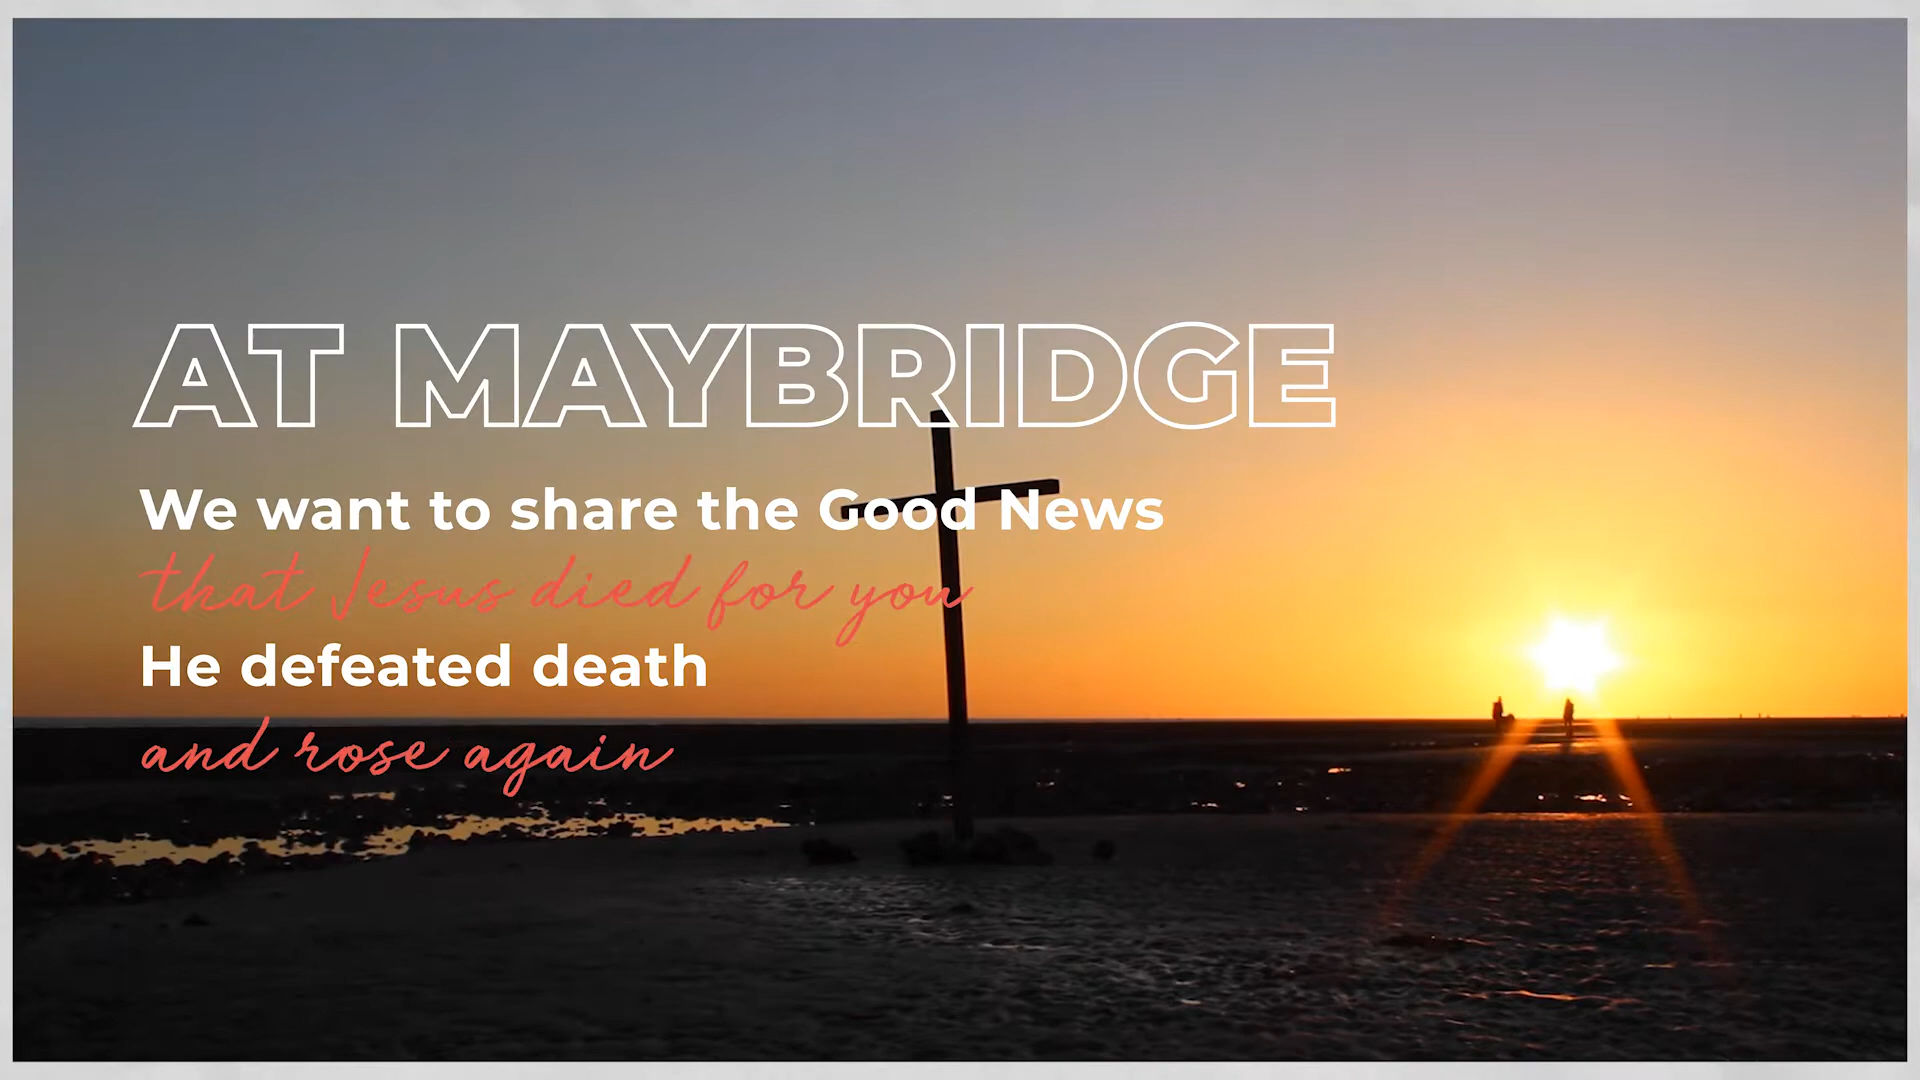 AT MAYBRIDGE
We want to share the Good News
that Jesus died for you
He defeated death
and rose again